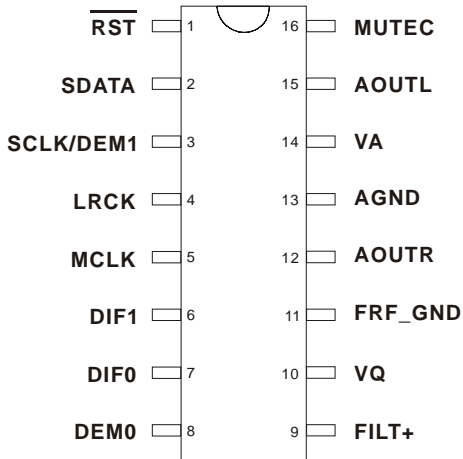 RST 1 16 MUTEC
SDATA 2 15 AOUTL
SCLK/DEM1 3 14 VA
LRCK 4 13 AGND
MCLK 5 12 AOUTR
DIF1 6 11 FRF_GND
DIF0 7 10 VQ
DEM0 8 9 FILT+